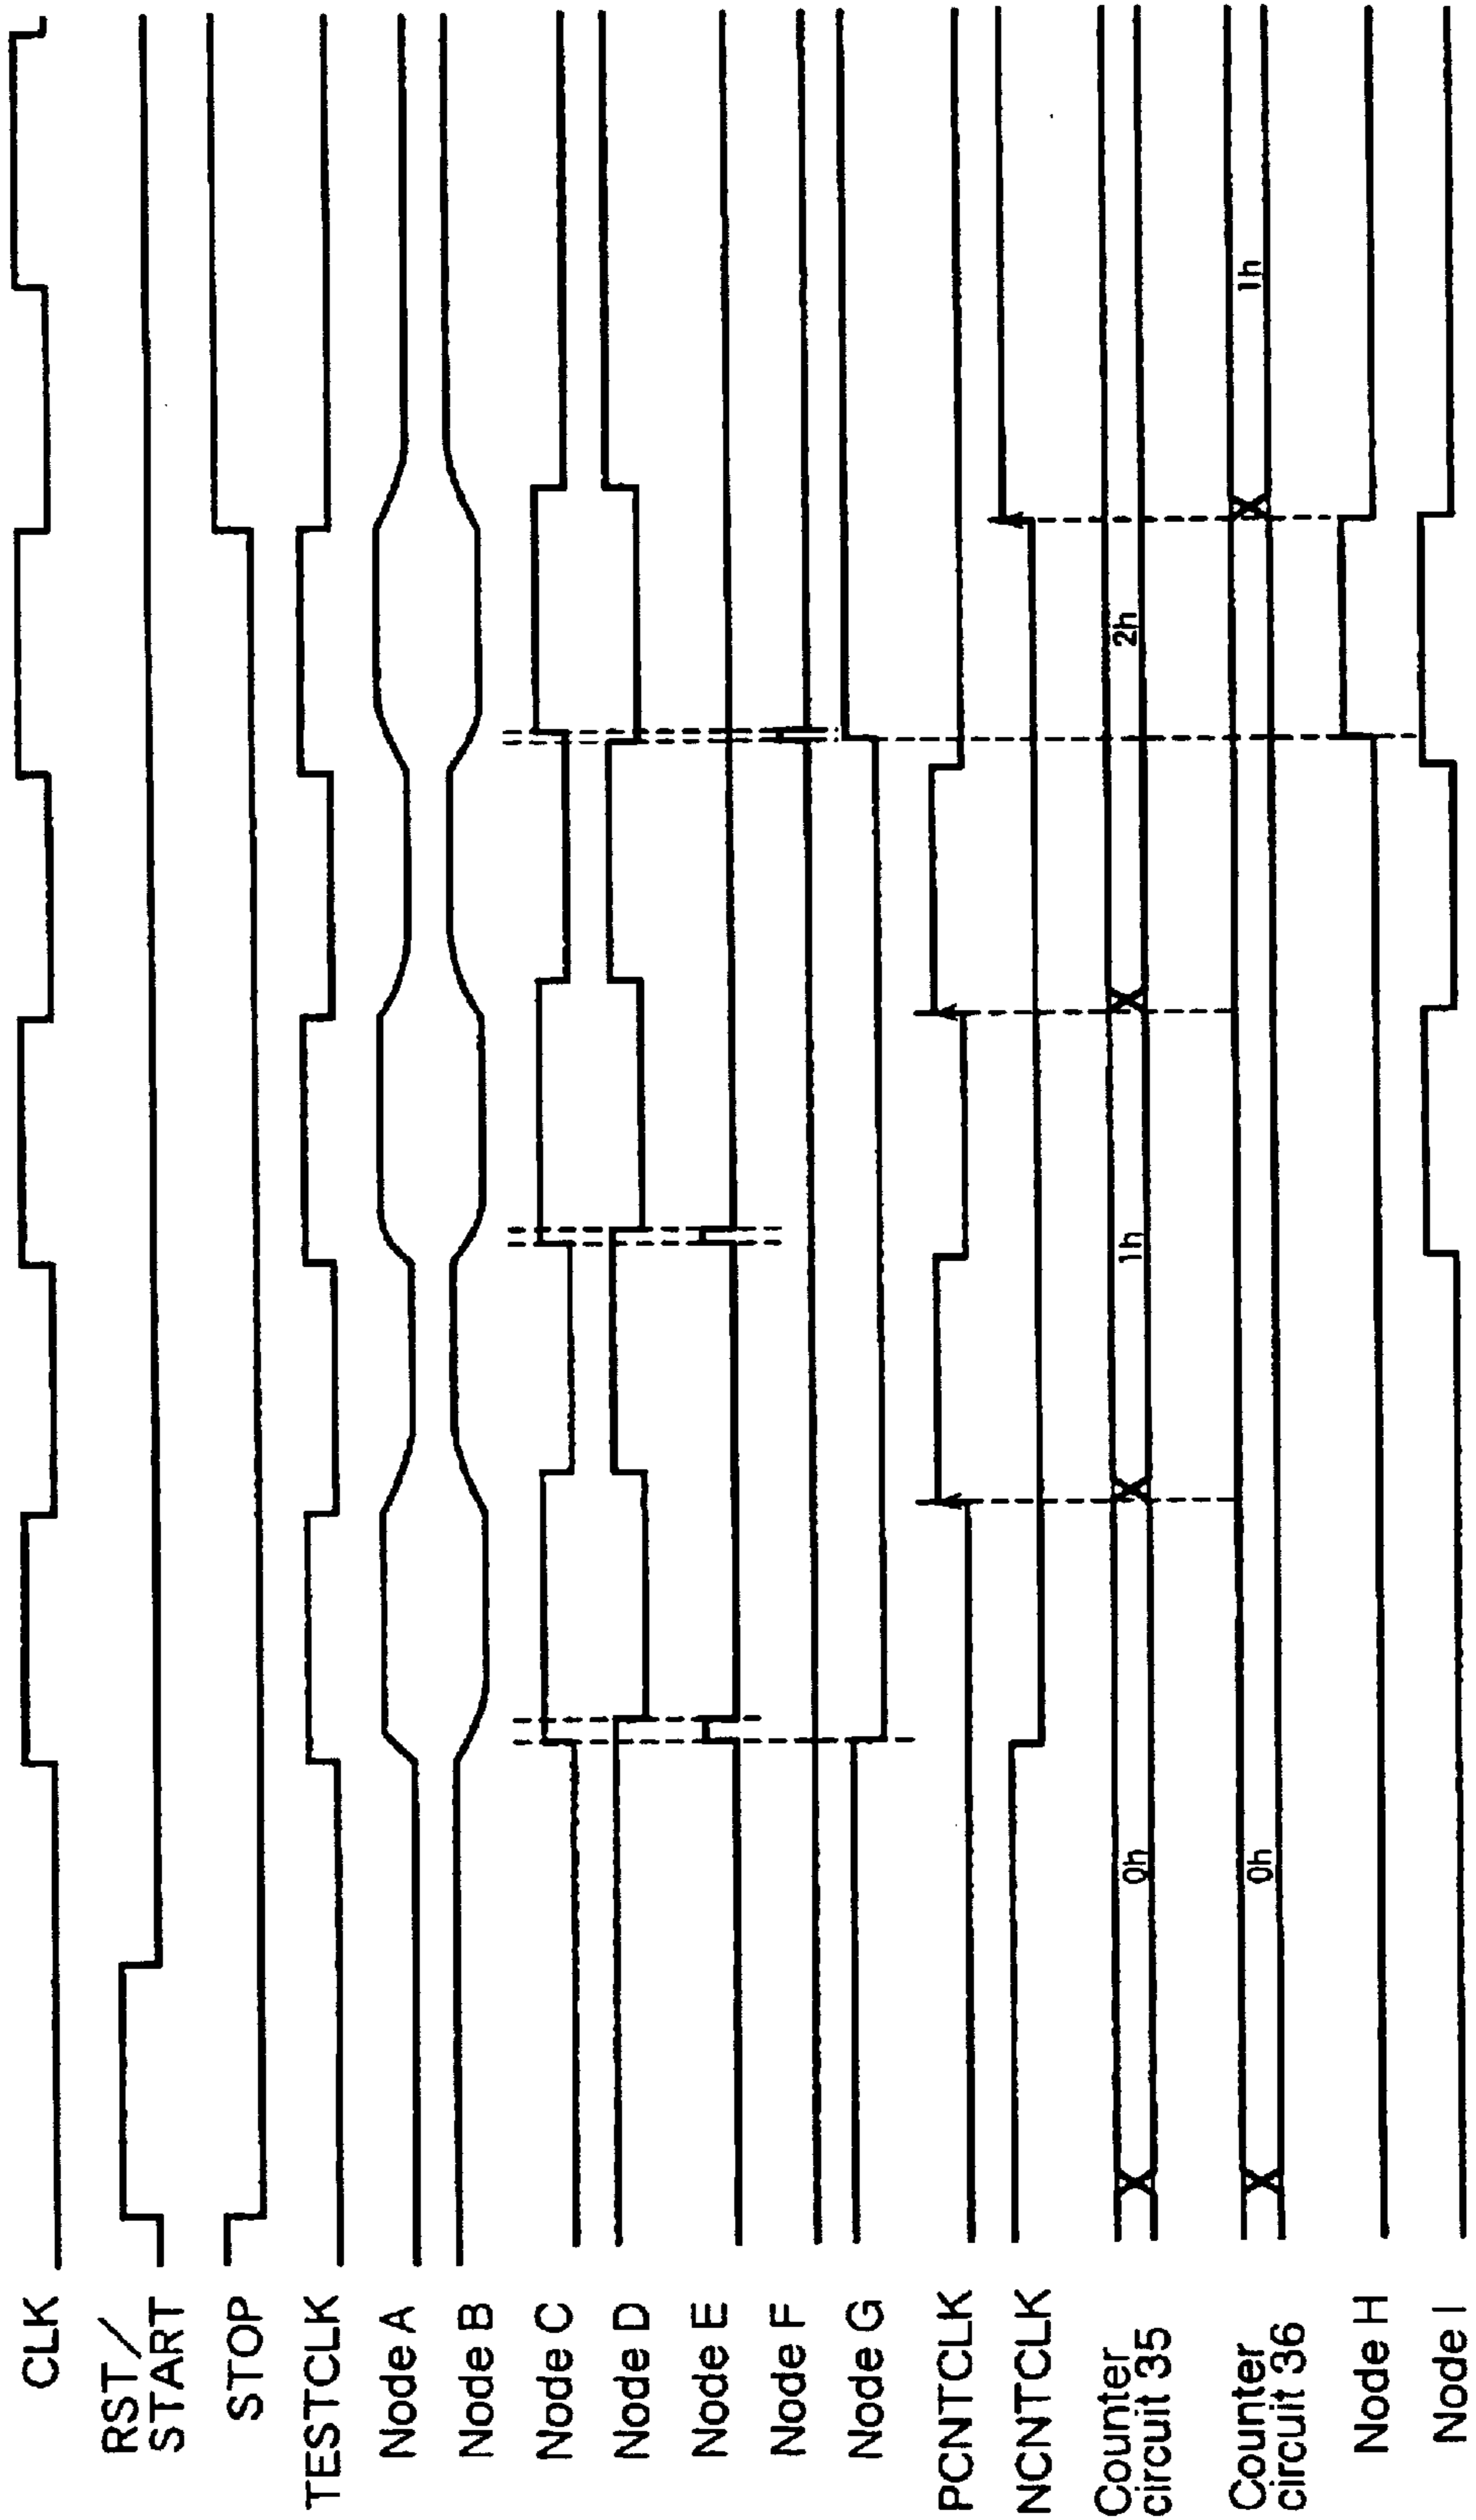 CLK
RST/
START
STOP
TESTCLK
Node A
Node B
Node C
Node D
Node E
Node F
Node G
PCNTCLK
NCNTCLK
Counter
circuit 35
0h
1h
2h
Counter
circuit 36
0h
1h
Node H
Node I